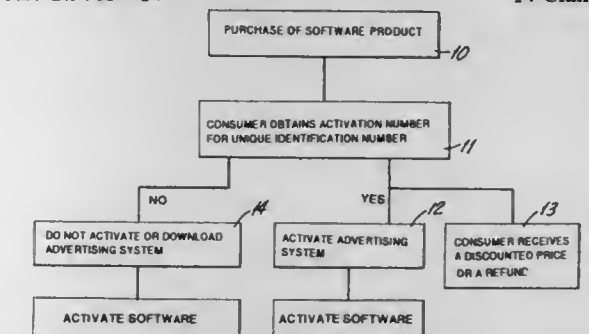 PURCHASE OF SOFTWARE PRODUCT
10
CONSUMER OBTAINS ACTIVATION NUMBER
FOR UNIQUE IDENTIFICATION NUMBER
11
NO
YES
14
12
13
DO NOT ACTIVATE OR DOWNLOAD
ADVERTISING SYSTEM
ACTIVATE ADVERTISING
SYSTEM
CONSUMER RECEIVES
A DISCOUNTED PRICE
OR A REFUND
ACTIVATE SOFTWARE
ACTIVATE SOFTWARE